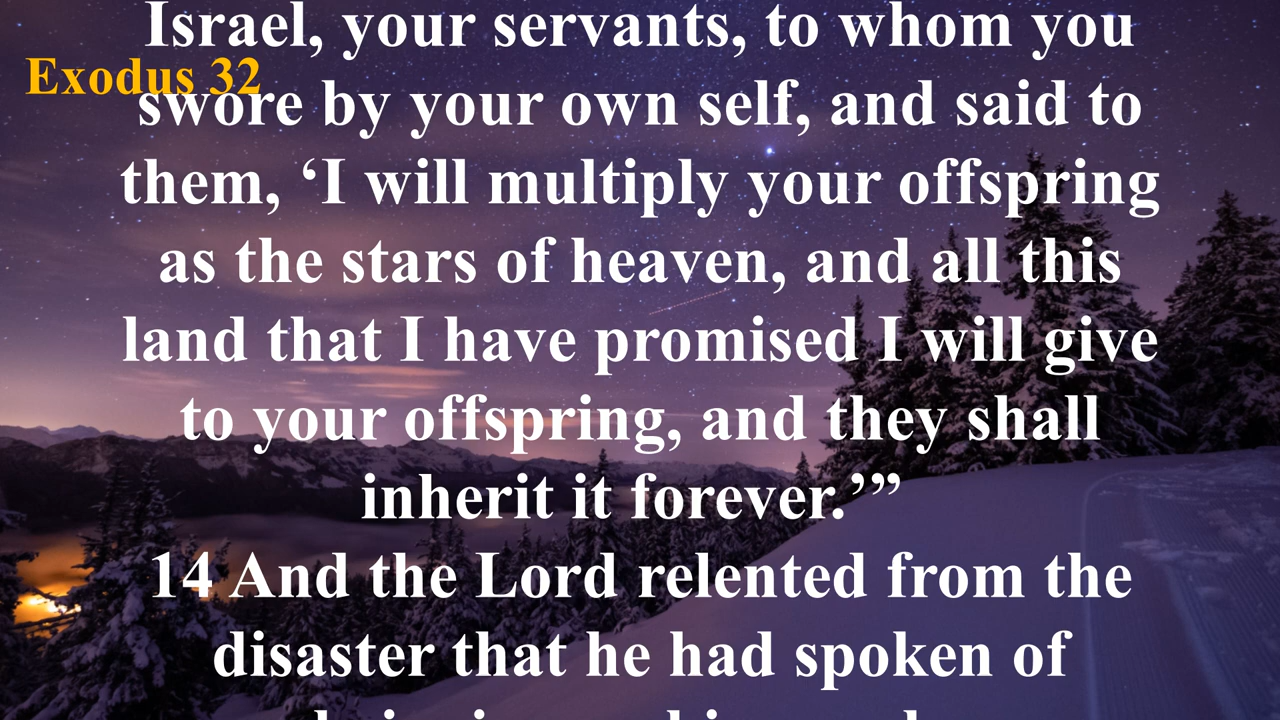 Israel, your servants, to whom you
Exodus 32
swore by your own self, and said to
them, ‘I will multiply your offspring
as the stars of heaven, and all this
land that I have promised I will give
to your offspring, and they shall
inherit it forever.’”
14 And the Lord relented from the
disaster that he had spoken of